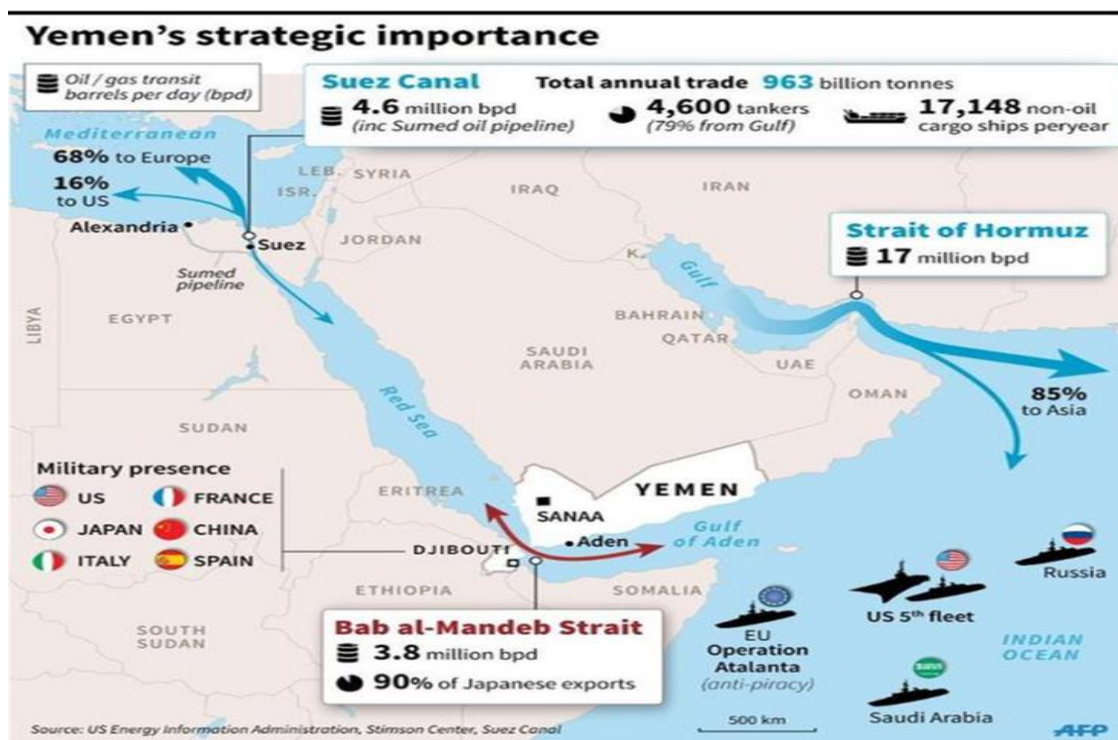 Yemen's strategic importance
Oil / gas transit
barrels per day (bpd)
Suez Canal
Total annual trade 963 billion tonnes
4.6 million bpd
(inc Sumed oil pipeline)
4,600 tankers
(79% from Gulf)
17,148 non-oil
cargo ships peryear
Mediterranean
68% to Europe
16%
to US
LEB.
SYRIA
ISR.
IRAQ
IRAN
Alexandria
Suez
JORDAN
Sumed
pipeline
Strait of Hormuz
17 million bpd
K.
Gulf
LIBYA
EGYPT
BAHRAIN
QATAR
SAUDI
ARABIA
UAE
OMAN
85%
to Asia
Red Sea
SUDAN
Military presence
US
FRANCE
JAPAN
CHINA
ITALY
SPAIN
ERITREA
YEMEN
SANAA
Aden
Gulf
of Aden
DJIBOUTI
ETHIOPIA
SOMALIA
SOUTH
SUDAN
Bab al-Mandeb Strait
3.8 million bpd
90% of Japanese exports
EU
Operation
Atalanta
(anti-piracy)
US 5th fleet
Russia
INDIAN
OCEAN
Saudi Arabia
500 km
Source: US Energy Information Administration, Stimson Center, Suez Canal
AFP